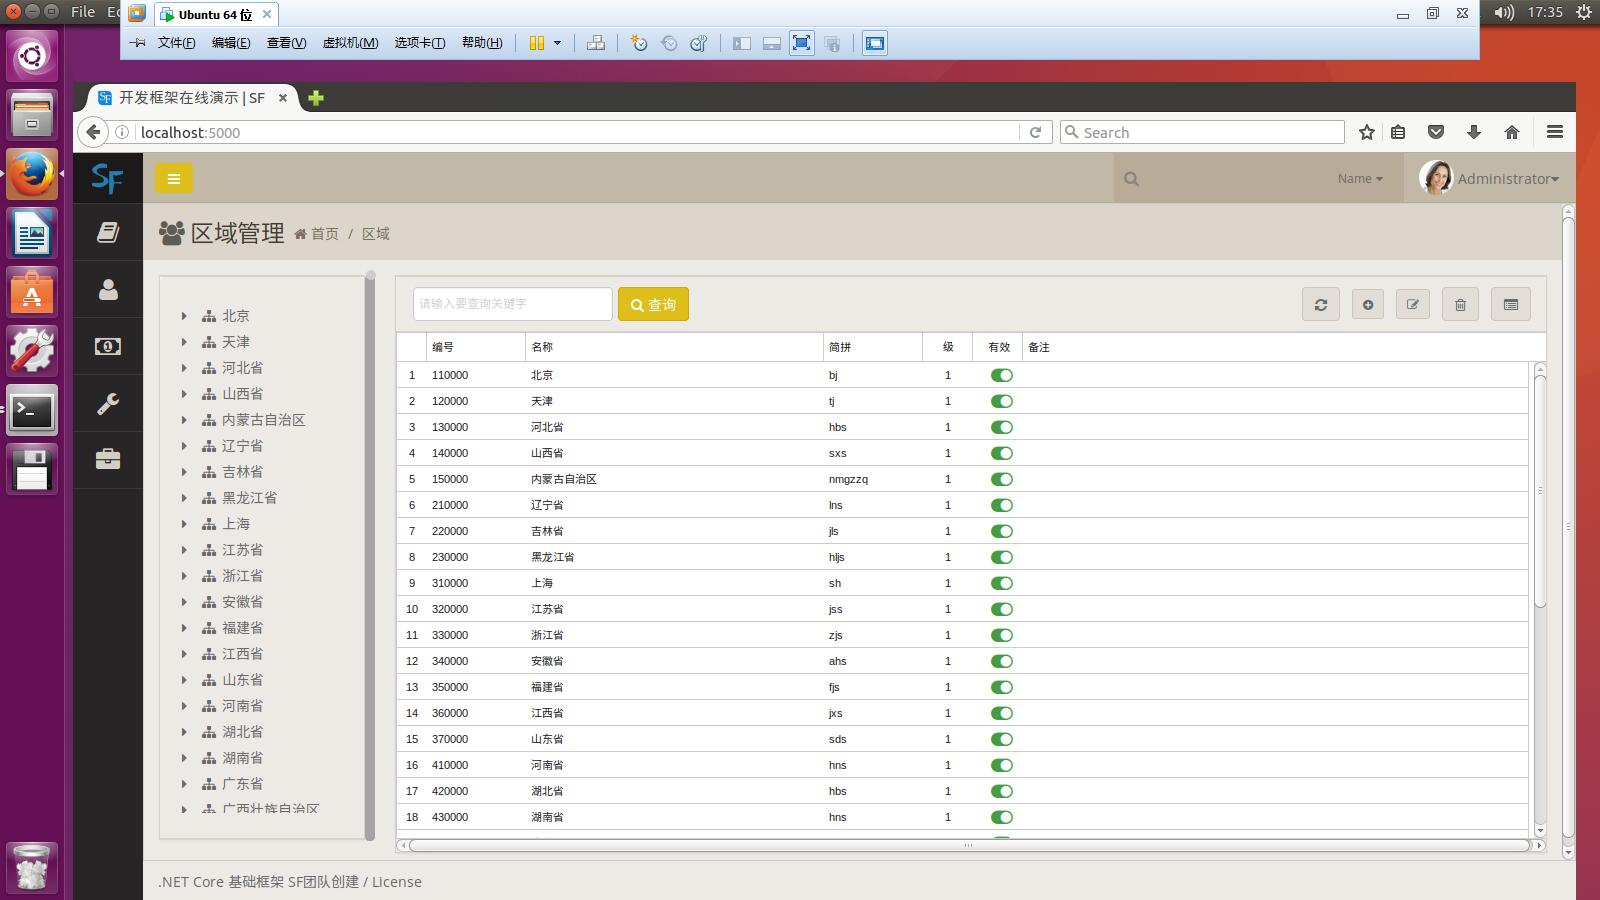 File
Ubuntu 64 位
17:35
文件(F) 编辑(E) 查看(V) 虚拟机(M) 选项卡(T) 帮助(H)
开发框架在线演示 | SF
localhost:5000
Search
SF
Name
Administrator
区域管理 首页 / 区域
北京
天津
河北省
山西省
内蒙古自治区
辽宁省
吉林省
黑龙江省
上海
江苏省
浙江省
安徽省
福建省
江西省
山东省
河南省
湖北省
湖南省
广东省
广西壮族自治区
请输入要查询关键字
查询
编号 名称 简拼 级 有效 备注
1 110000 北京 bj 1
2 120000 天津 tj 1
3 130000 河北省 hbs 1
4 140000 山西省 sxs 1
5 150000 内蒙古自治区 nmgzzq 1
6 210000 辽宁省 lns 1
7 220000 吉林省 jls 1
8 230000 黑龙江省 hljs 1
9 310000 上海 sh 1
10 320000 江苏省 jss 1
11 330000 浙江省 zjs 1
12 340000 安徽省 ahs 1
13 350000 福建省 fjs 1
14 360000 江西省 jxs 1
15 370000 山东省 sds 1
16 410000 河南省 hns 1
17 420000 湖北省 hbs 1
18 430000 湖南省 hns 1
.NET Core 基础框架 SF团队创建 / License